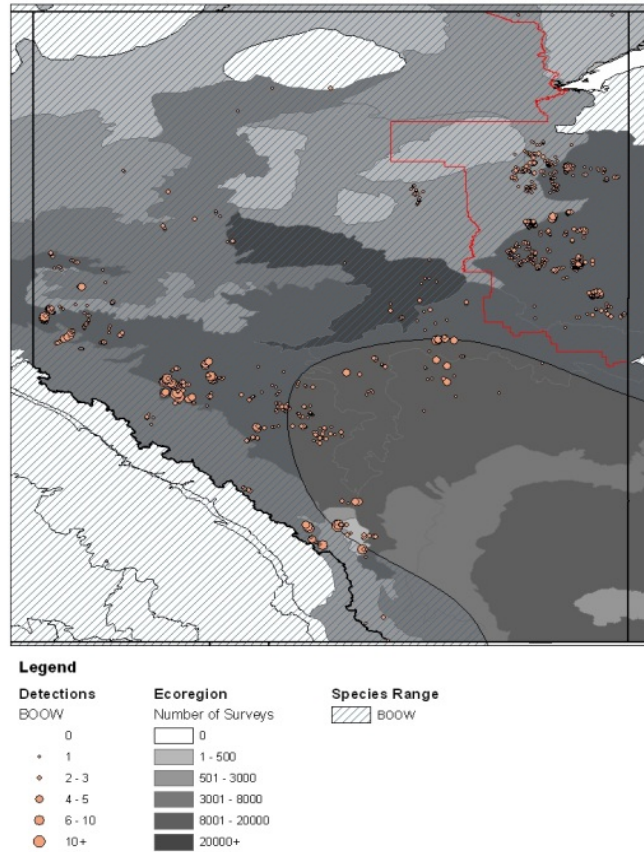 Legend
Detections
BOOW
0
1
2 - 3
4 - 5
6 - 10
10+
Ecoregion
Number of Surveys
0
1 - 500
501 - 3000
3001 - 8000
8001 - 20000
20000+
Species Range
BOOW